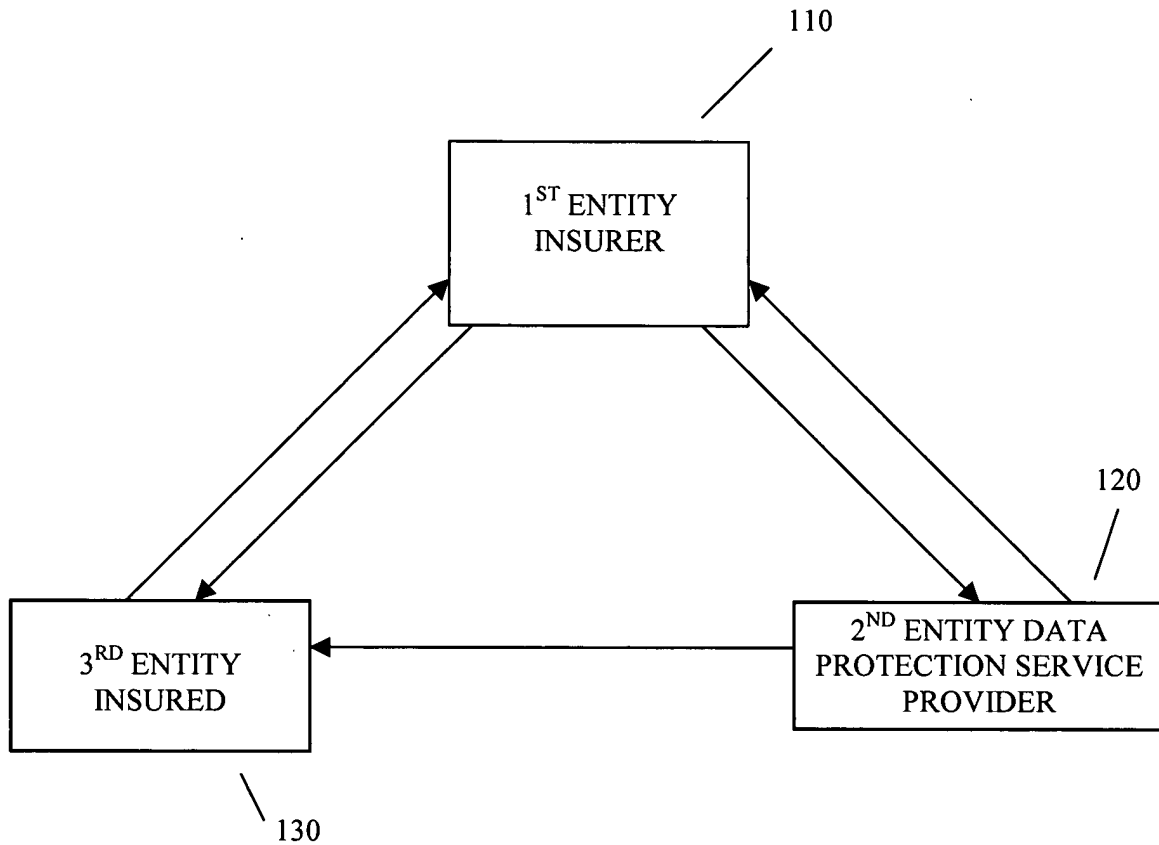 110
1ST ENTITY
INSURER
120
2ND ENTITY DATA
PROTECTION SERVICE
PROVIDER
3RD ENTITY
INSURED
130